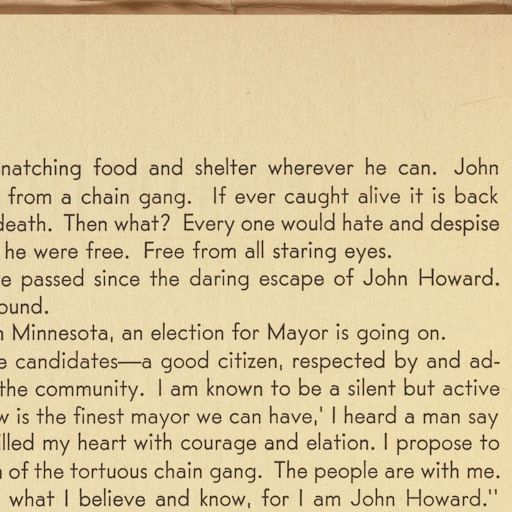 natching food and shelter wherever he can. John
from a chain gang. If ever caught alive it is back
death. Then what? Every one would hate and despise
he were free. Free from all staring eyes.
passed since the daring escape of John Howard.
ound.
Minnesota, an election for Mayor is going on.
candidates—a good citizen, respected by and ad-
the community. I am known to be a silent but active
is the finest mayor we can have,' I heard a man say
illed my heart with courage and elation. I propose to
of the tortuous chain gang. The people are with me.
what I believe and know, for I am John Howard."